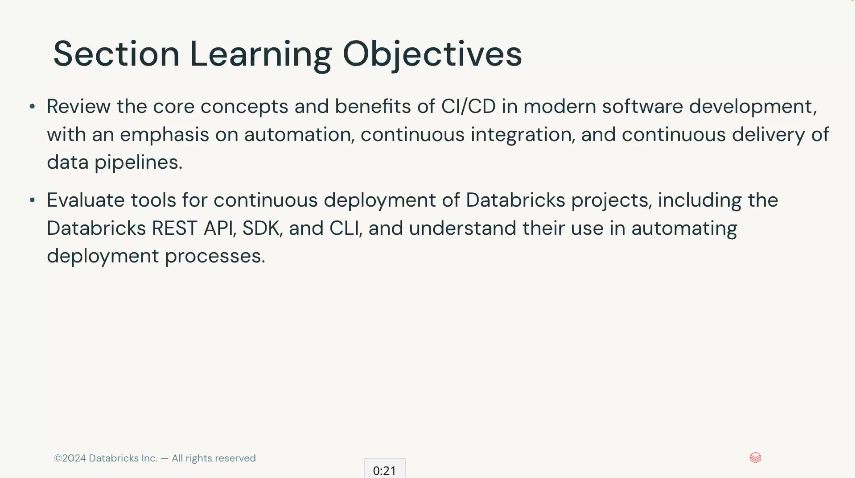 Section Learning Objectives
• Review the core concepts and benefits of CI/CD in modern software development,
with an emphasis on automation, continuous integration, and continuous delivery of
data pipelines.
• Evaluate tools for continuous deployment of Databricks projects, including the
Databricks REST API, SDK, and CLI, and understand their use in automating
deployment processes.
©2024 Databricks Inc. — All rights reserved
0:21